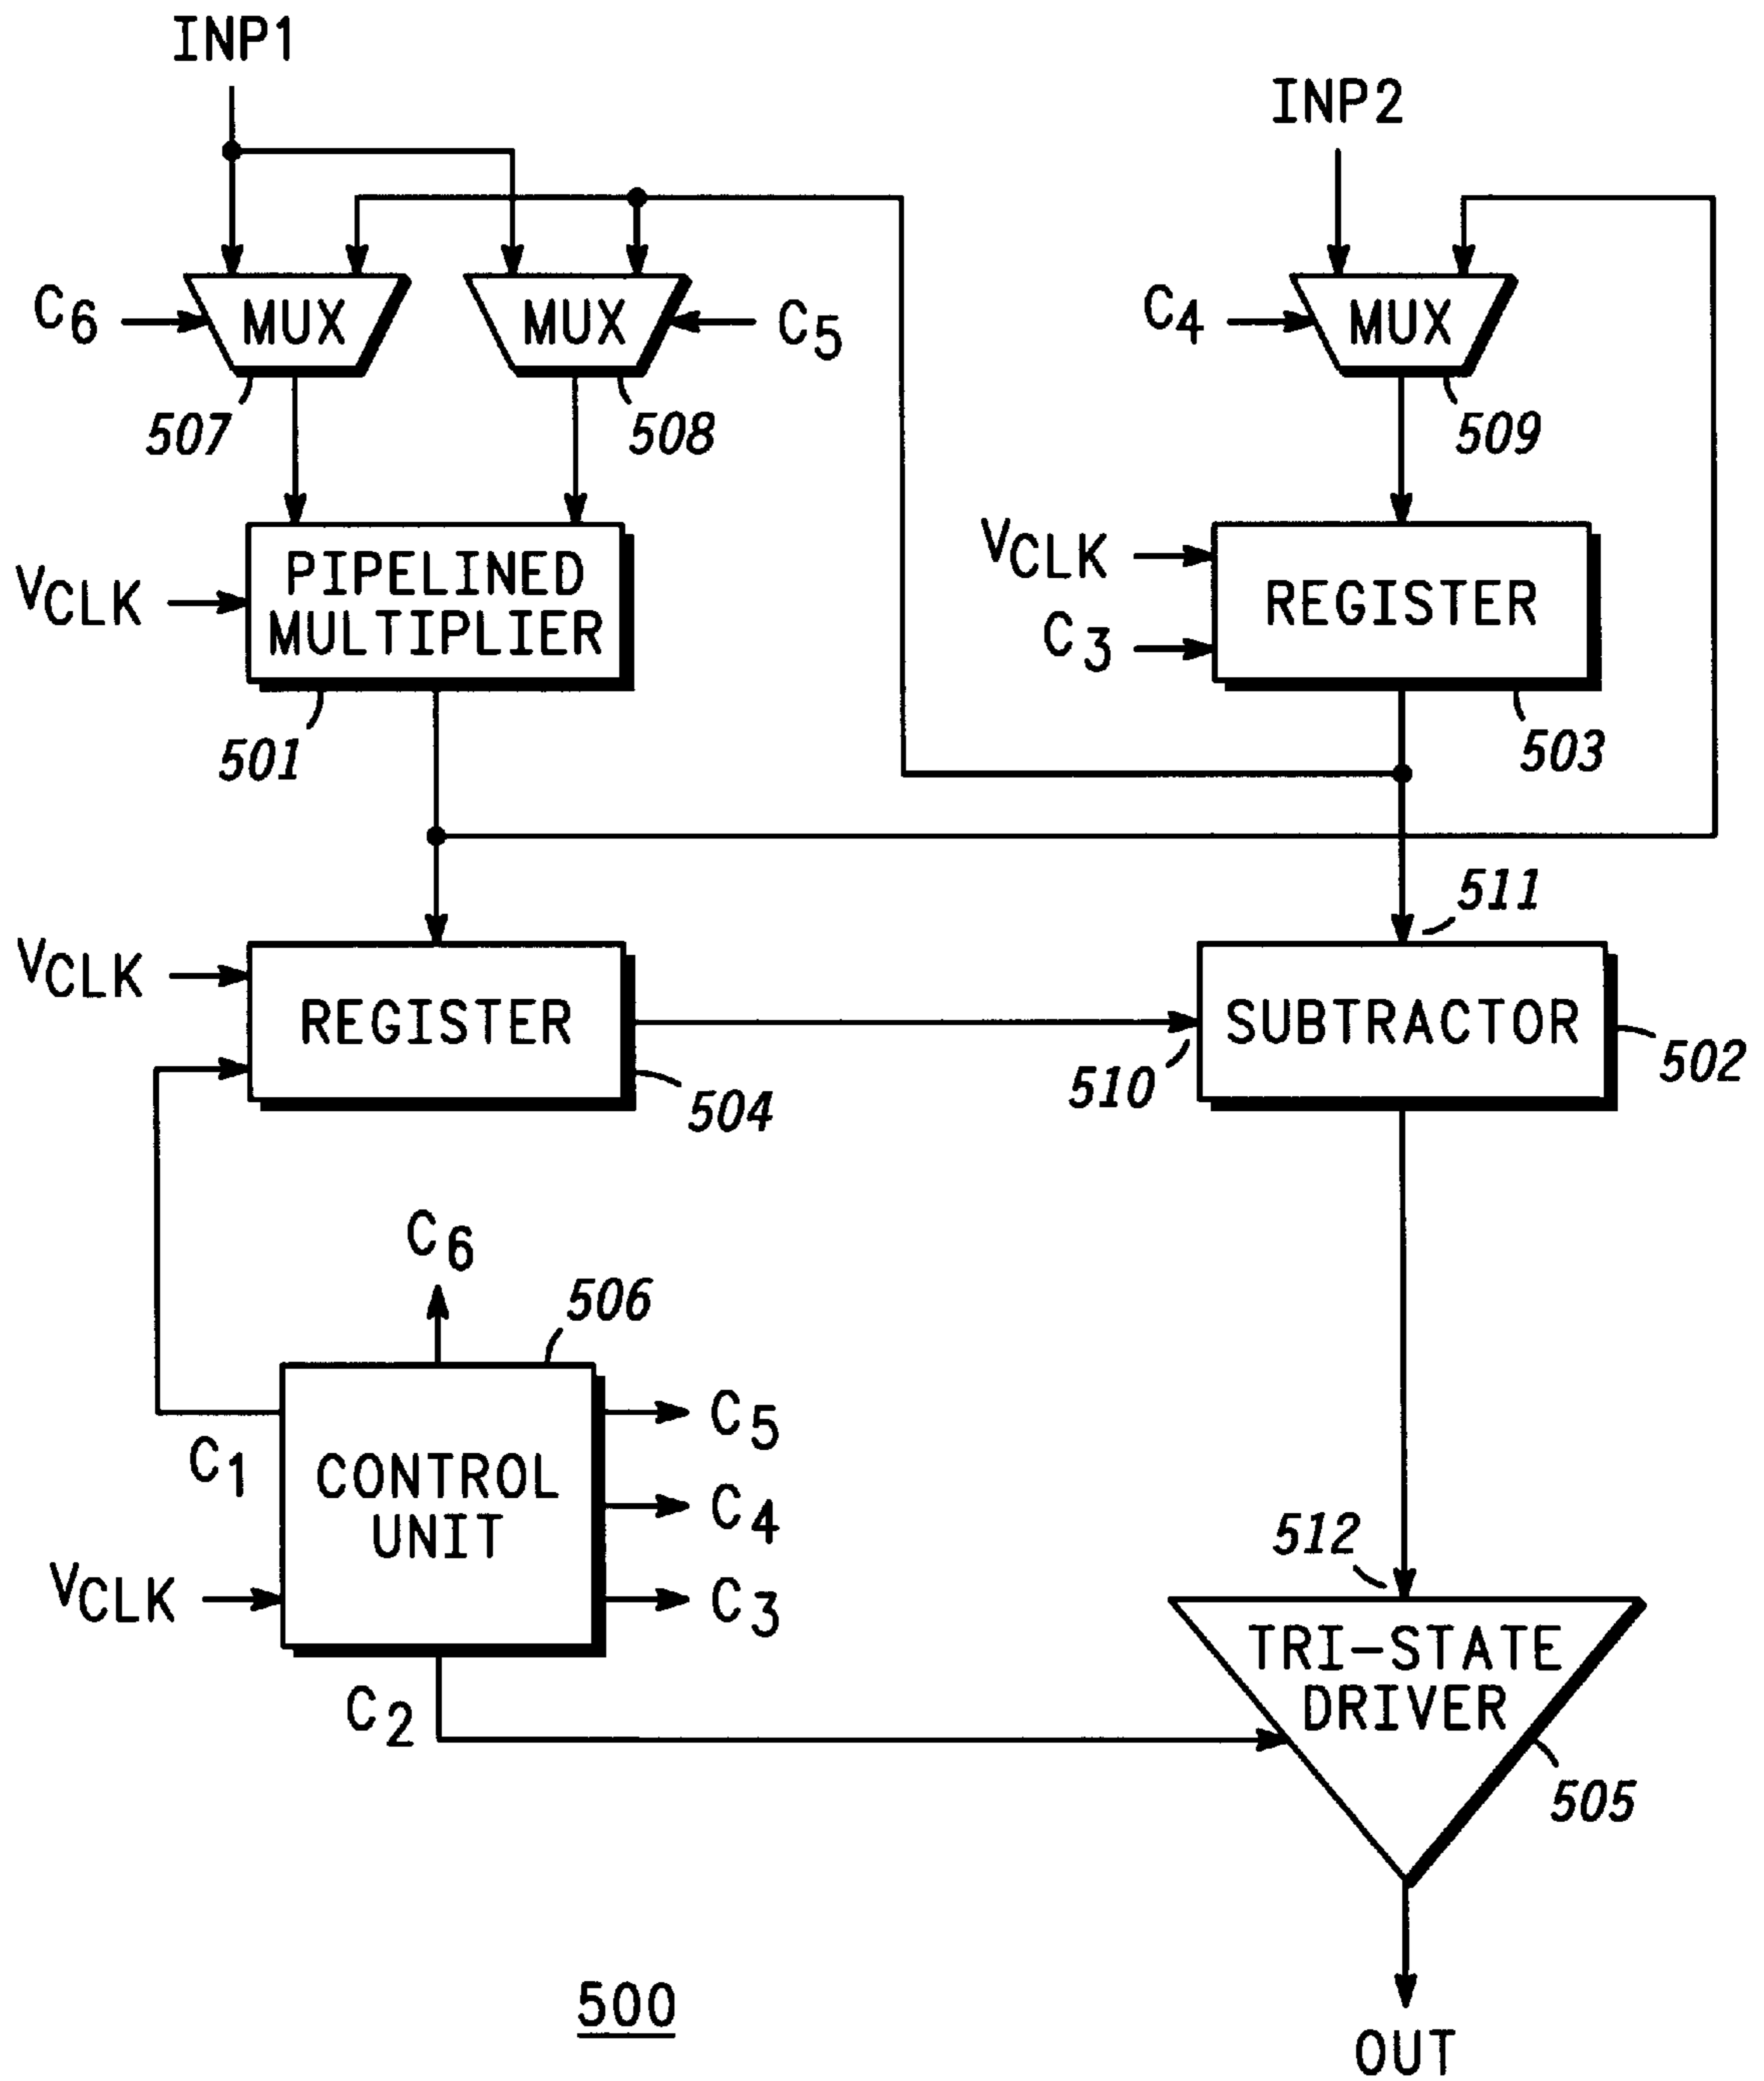 INP1
INP2
C6
MUX
MUX
C5
C4
MUX
507
508
509
VCLK
PIPELINED
MULTIPLIER
VCLK
C3
REGISTER
501
503
511
VCLK
REGISTER
SUBTRACTOR
504
510
502
C6
506
C1
CONTROL
UNIT
C5
C4
C3
VCLK
C2
512
TRI-STATE
DRIVER
505
500
OUT